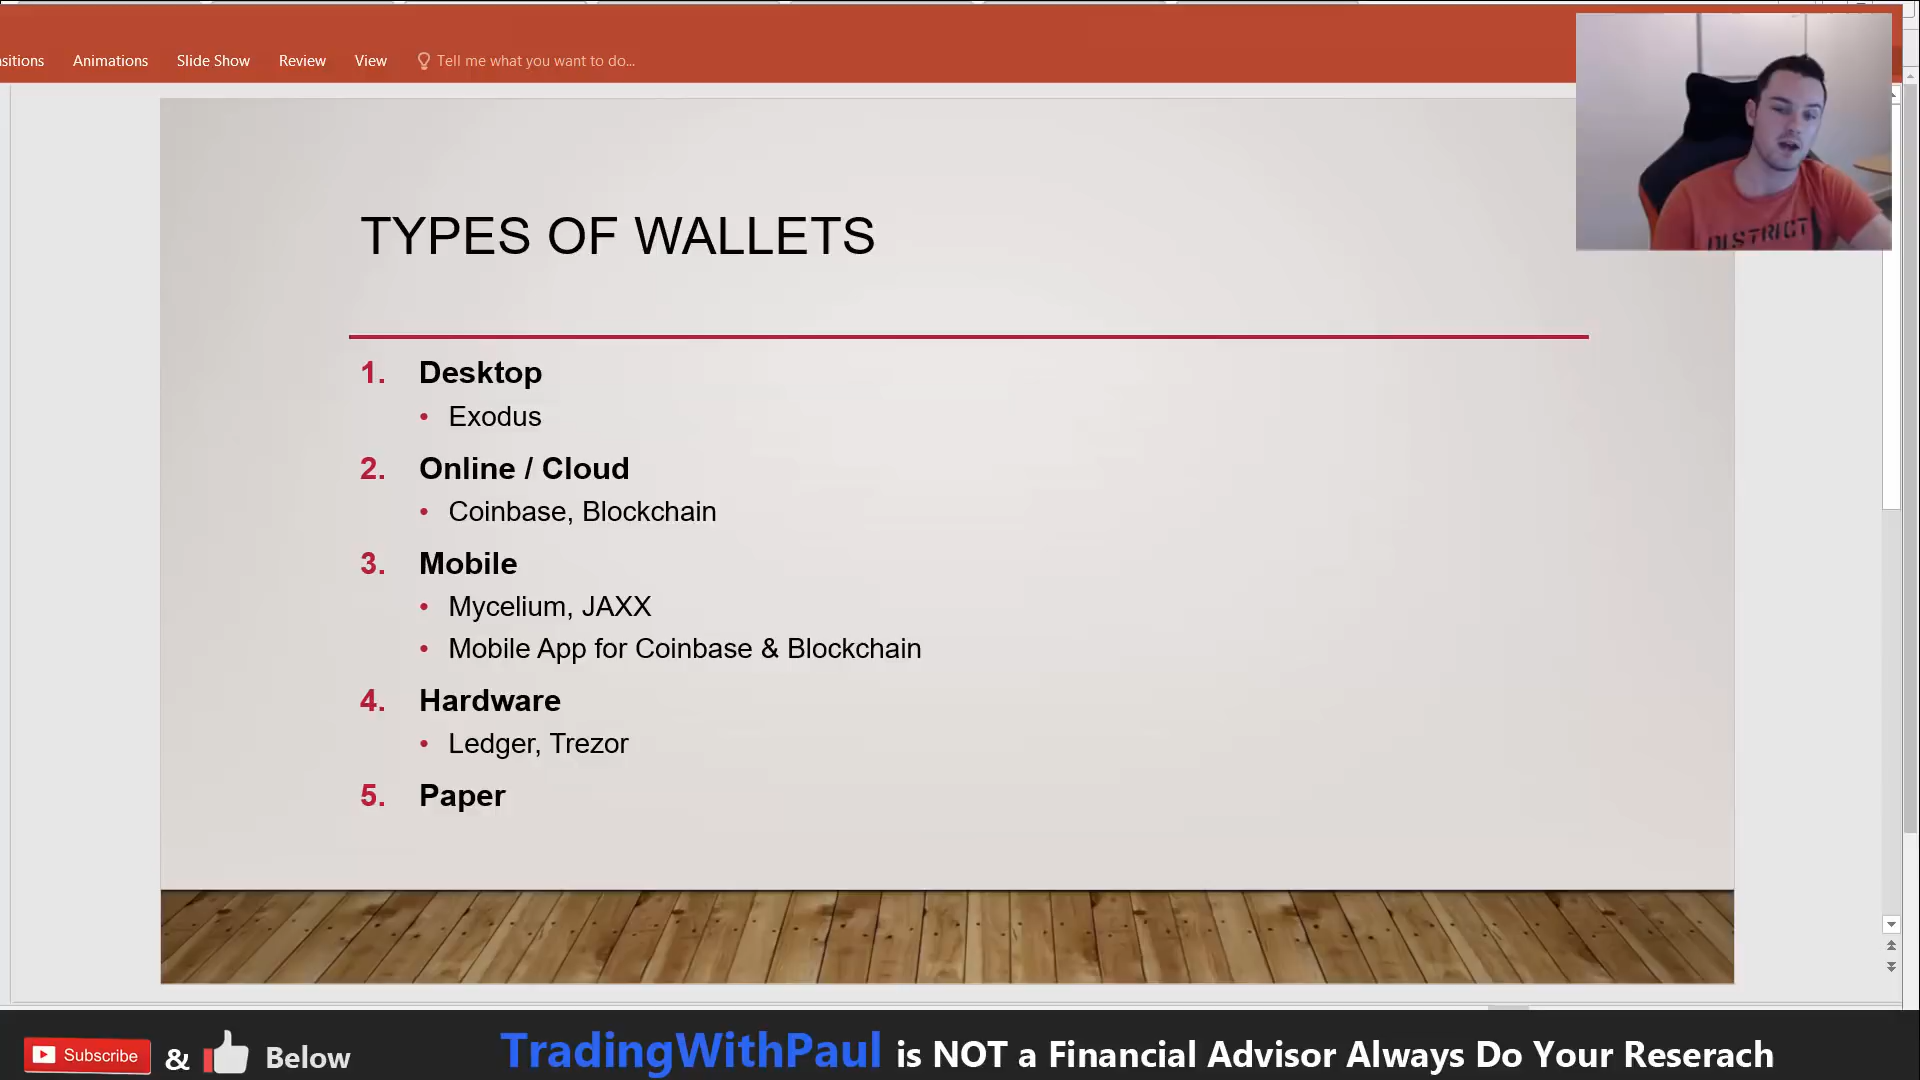 sitions Animations Slide Show Review View Tell me what you want to do...
TYPES OF WALLETS
1. Desktop
• Exodus
2. Online / Cloud
• Coinbase, Blockchain
3. Mobile
• Mycelium, JAXX
• Mobile App for Coinbase & Blockchain
4. Hardware
• Ledger, Trezor
5. Paper
DISTRICT
Subscribe & Below TradingWithPaul is NOT a Financial Advisor Always Do Your Reserach